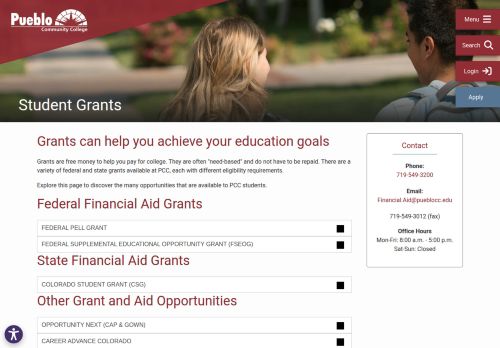 Pueblo
Community College
Menu
Search
Login
Apply
Student Grants
Grants can help you achieve your education goals
Grants are free money to help you pay for college. They are often "need-based" and do not have to be repaid. There are a
variety of federal and state grants available at PCC, each with different eligibility requirements.
Explore this page to discover the many opportunities that are available to PCC students.
Federal Financial Aid Grants
FEDERAL PELL GRANT
FEDERAL SUPPLEMENTAL EDUCATIONAL OPPORTUNITY GRANT (FSEOG)
State Financial Aid Grants
COLORADO STUDENT GRANT (CSG)
Other Grant and Aid Opportunities
OPPORTUNITY NEXT (CAP & GOWN)
CAREER ADVANCE COLORADO
Contact
Phone:
719-549-3200
Email:
Financial.Aid@pueblocc.edu
719-549-3012 (fax)
Office Hours
Mon-Fri: 8:00 a.m. - 5:00 p.m.
Sat-Sun: Closed